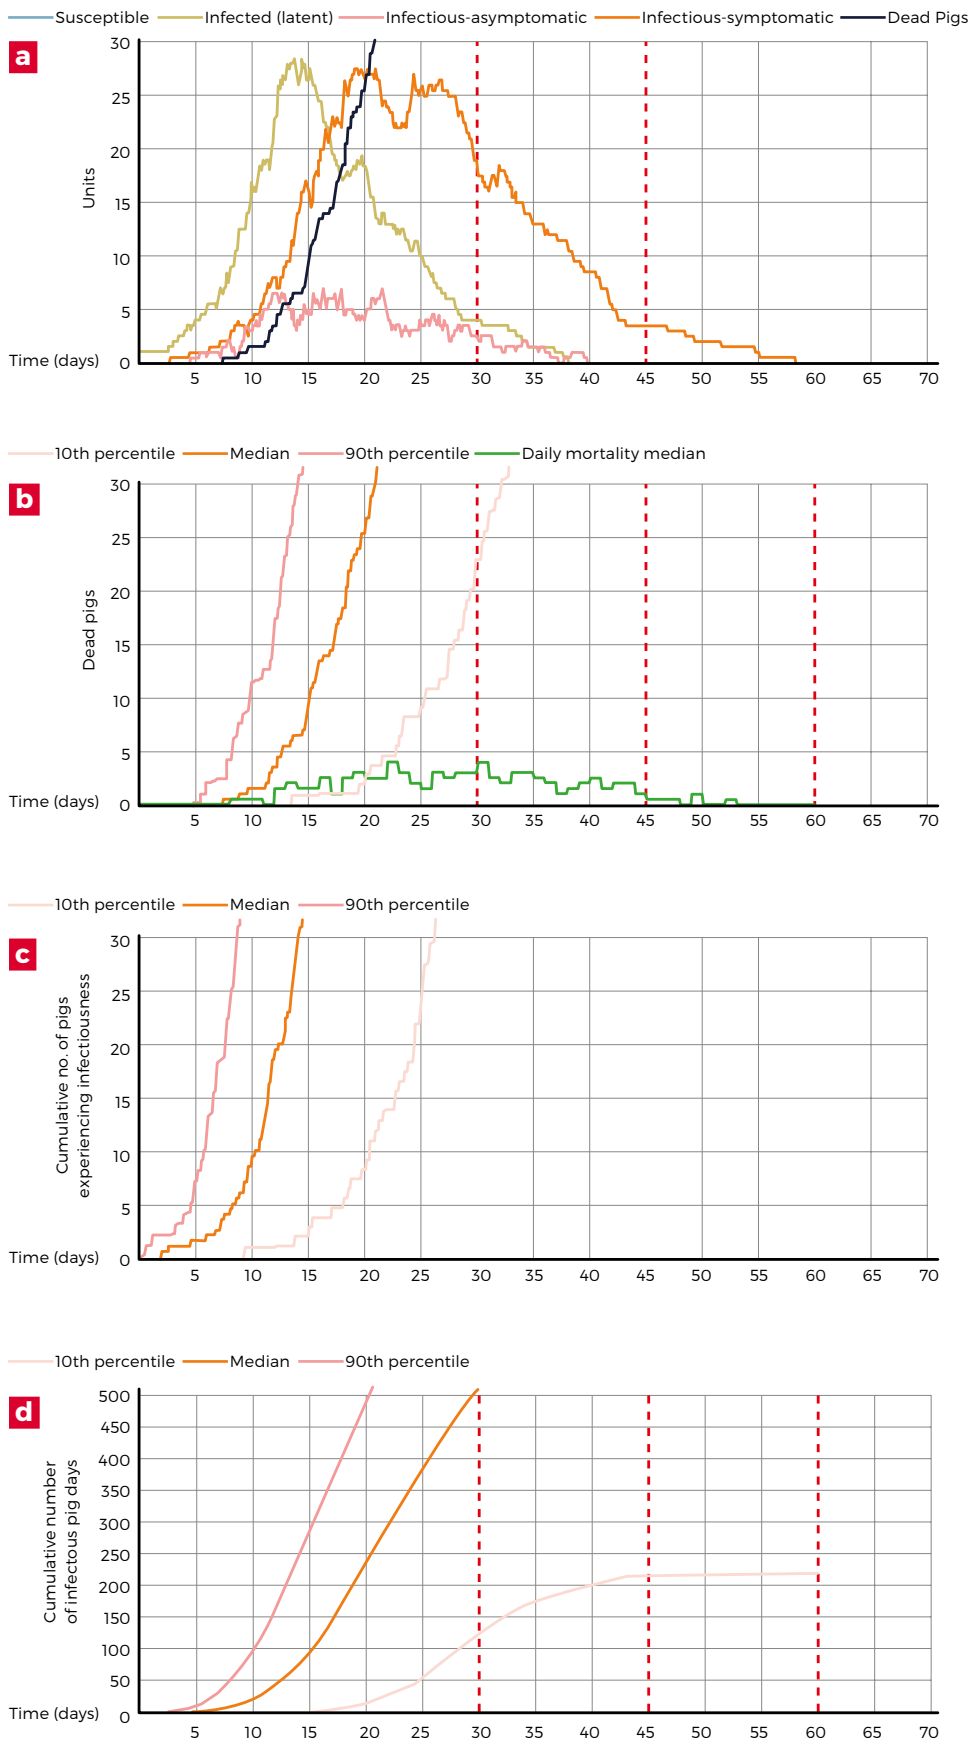 Susceptible Infected (latent) Infectious-asymptomatic Infectious-symptomatic Dead Pigs
a
30
25
20
15
10
5
0
Units
Time (days)
5 10 15 20 25 30 35 40 45 50 55 60 65 70
10th percentile Median 90th percentile Daily mortality median
b
30
25
20
15
10
5
0
Dead pigs
Time (days)
5 10 15 20 25 30 35 40 45 50 55 60 65 70
10th percentile Median 90th percentile
c
30
25
20
15
10
5
0
Cumulative no. of pigs
experiencing infectiousness
Time (days)
5 10 15 20 25 30 35 40 45 50 55 60 65 70
10th percentile Median 90th percentile
d
500
450
400
350
300
250
200
150
100
50
0
Cumulative number
of infectous pig days
Time (days)
5 10 15 20 25 30 35 40 45 50 55 60 65 70